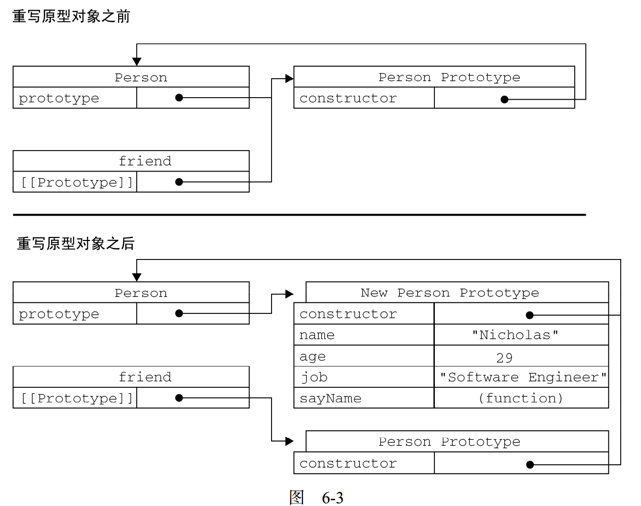 重写原型对象之前
Person
prototype
Person Prototype
constructor
friend
[[Prototype]]
重写原型对象之后
Person
prototype
New Person Prototype
constructor
name "Nicholas"
age 29
job "Software Engineer"
sayName (function)
friend
[[Prototype]]
Person Prototype
constructor
图 6-3